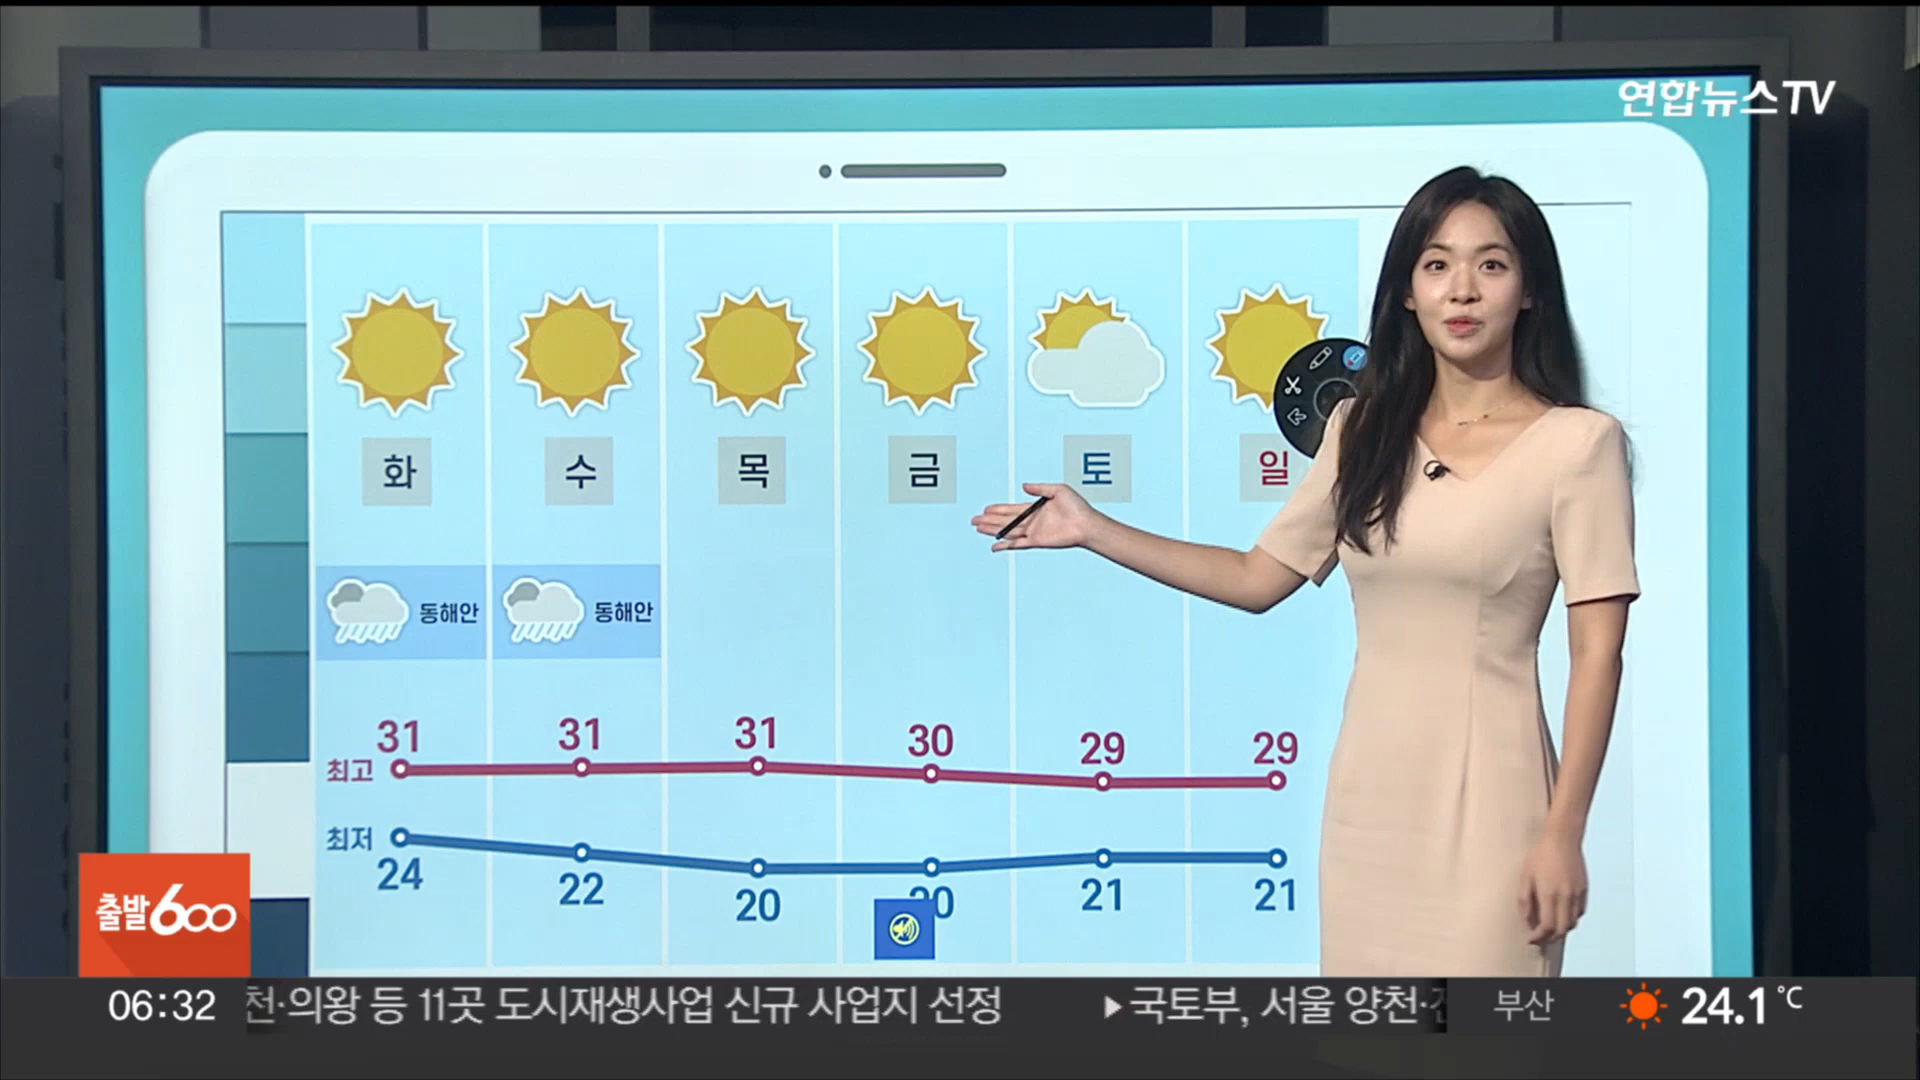 연합뉴스TV
화 수 목 금 토 일
동해안 동해안
31 31 31 30 29 29
최고
최저
24 22 20 20 21 21
출발600
06:32 천·의왕 등 11곳 도시재생사업 신규 사업지 선정 ▶국토부, 서울 양천· 부산 24.1℃